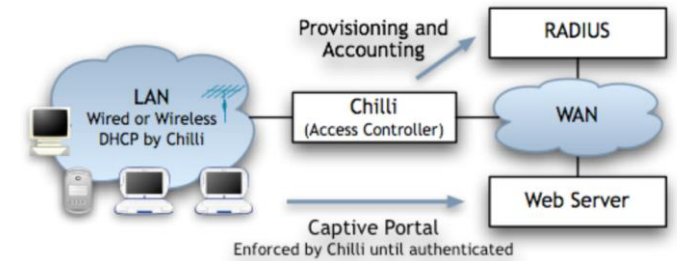 Provisioning and
Accounting
RADIUS
LAN
Wired or Wireless
DHCP by Chilli
Chilli
(Access Controller)
WAN
Web Server
Captive Portal
Enforced by Chilli until authenticated